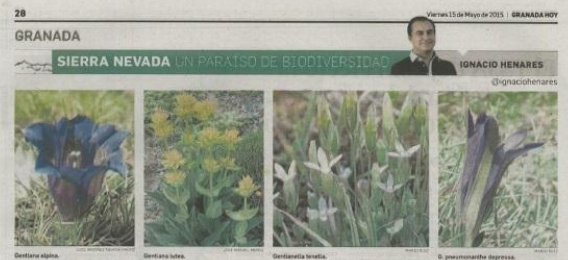 28
Viernes 15 de Mayo de 2015 | GRANADA HOY
GRANADA
SIERRA NEVADA UN PARAÍSO DE BIODIVERSIDAD
IGNACIO HENARES
@ignaciohenares
Gentiana alpina.
Gentiana lutea.
Gentianella tenella.
G. pneumonanthe depressa.